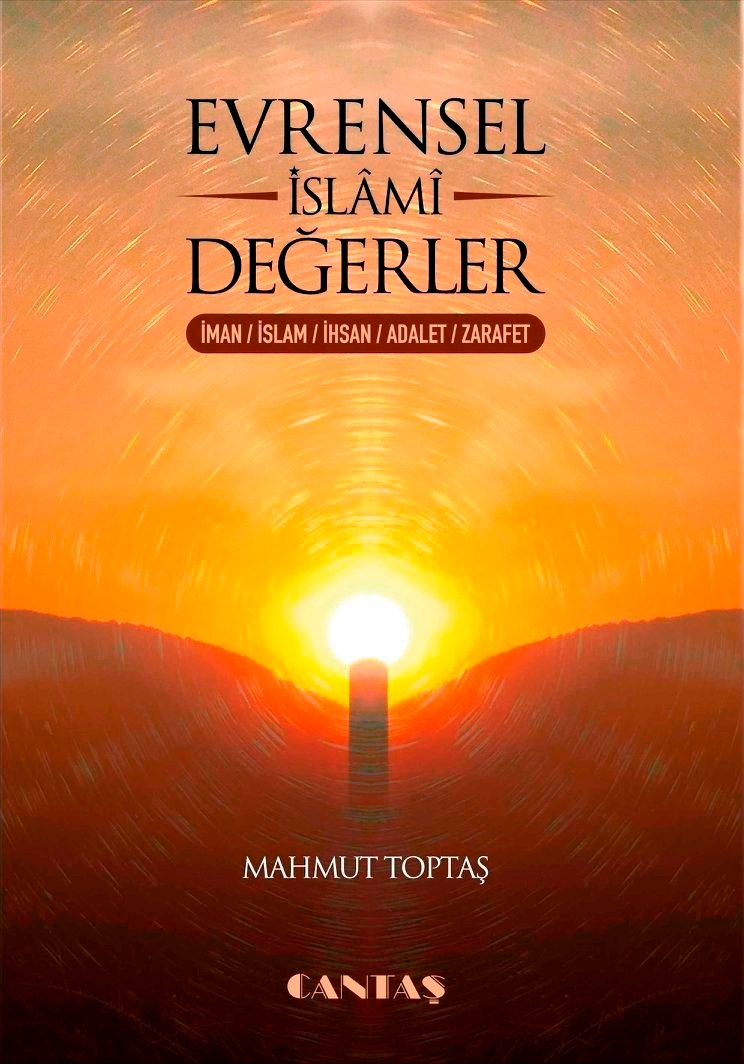 EVRENSEL
İSLÂMÎ
DEĞERLER
İMAN / İSLAM / İHSAN / ADALET / ZARAFET
MAHMUT TOPTAŞ
CANTAŞ